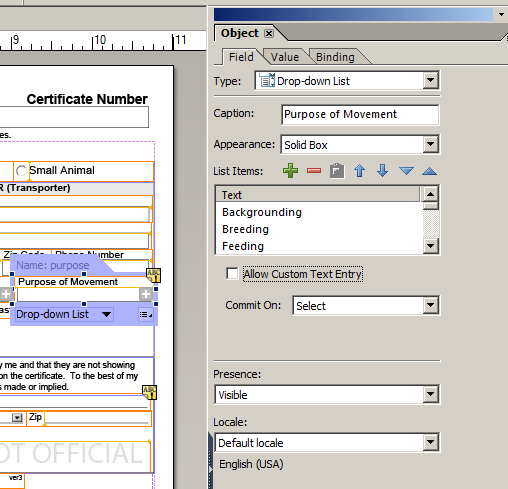 Object
9 10 11
Field Value Binding
Type: Drop-down List
Certificate Number
Caption: Purpose of Movement
es.
Appearance: Solid Box
Small Animal
List Items:
R (Transporter)
Text
Backgrounding
Breeding
Feeding
Zip Code Phone Number
Name: purpose
ABC
Purpose of Movement
Allow Custom Text Entry
Drop-down List
Commit On: Select
as
y me and that they are not showing
on the certificate. To the best of my
s made or implied.
ABC
Presence:
Visible
Zip
Locale:
Default locale
OT OFFICIAL
English (USA)
ver3